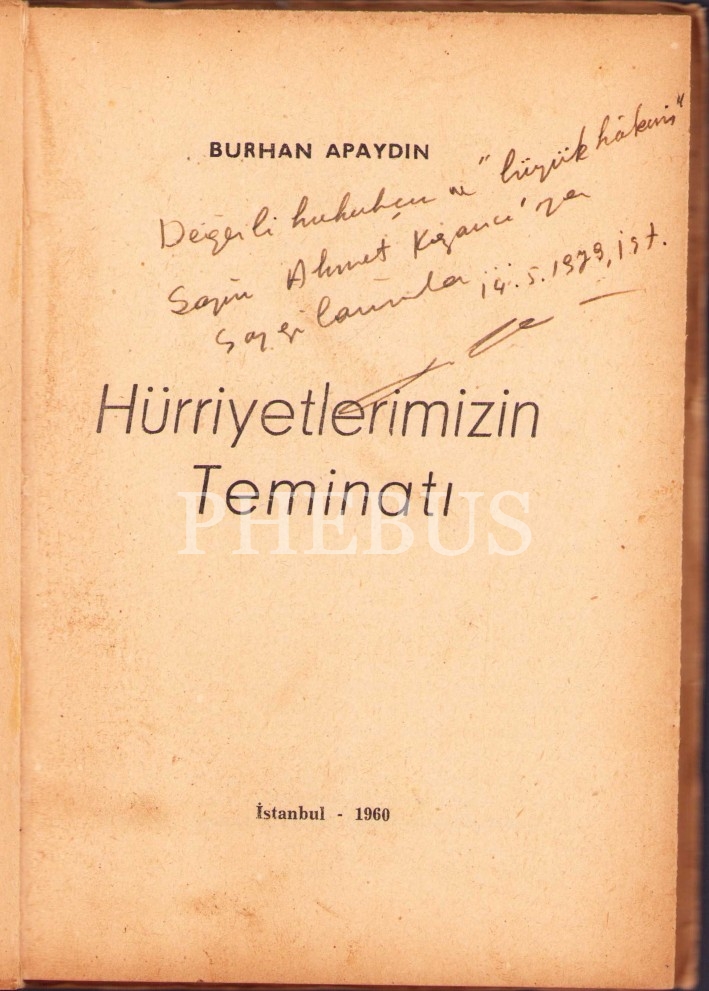 BURHAN APAYDIN
Değerli hukukçu ve "büyük hâkim"
Sayın Ahmet Kızancı'ya
Saygılarımla 14.5.1979, İst.
Hürriyetlerimizin
Teminatı
PHEBUS
İstanbul - 1960